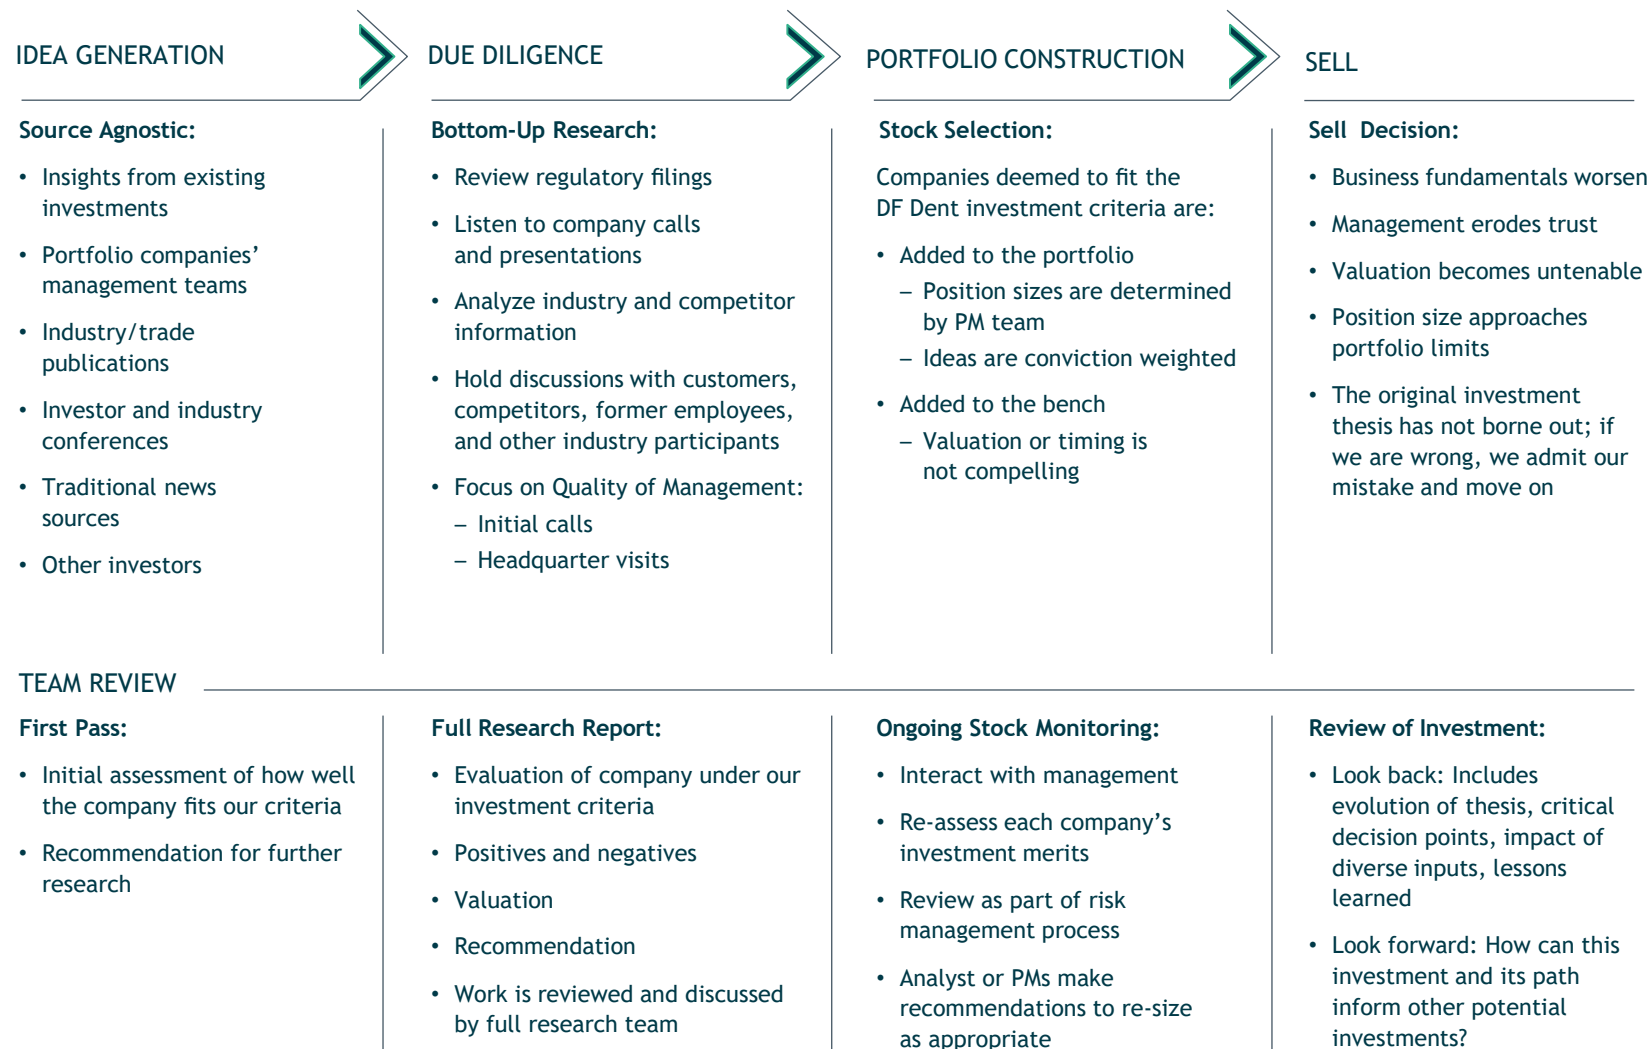 IDEA GENERATION
DUE DILIGENCE
PORTFOLIO CONSTRUCTION
SELL
Source Agnostic:
• Insights from existing
investments
• Portfolio companies’
management teams
• Industry/trade
publications
• Investor and industry
conferences
• Traditional news
sources
• Other investors
Bottom-Up Research:
• Review regulatory filings
• Listen to company calls
and presentations
• Analyze industry and competitor
information
• Hold discussions with customers,
competitors, former employees,
and other industry participants
• Focus on Quality of Management:
– Initial calls
– Headquarter visits
Stock Selection:
Companies deemed to fit the
DF Dent investment criteria are:
• Added to the portfolio
– Position sizes are determined
by PM team
– Ideas are conviction weighted
• Added to the bench
– Valuation or timing is
not compelling
Sell Decision:
• Business fundamentals worsen
• Management erodes trust
• Valuation becomes untenable
• Position size approaches
portfolio limits
• The original investment
thesis has not borne out; if
we are wrong, we admit our
mistake and move on
TEAM REVIEW
First Pass:
• Initial assessment of how well
the company fits our criteria
• Recommendation for further
research
Full Research Report:
• Evaluation of company under our
investment criteria
• Positives and negatives
• Valuation
• Recommendation
• Work is reviewed and discussed
by full research team
Ongoing Stock Monitoring:
• Interact with management
• Re-assess each company’s
investment merits
• Review as part of risk
management process
• Analyst or PMs make
recommendations to re-size
as appropriate
Review of Investment:
• Look back: Includes
evolution of thesis, critical
decision points, impact of
diverse inputs, lessons
learned
• Look forward: How can this
investment and its path
inform other potential
investments?